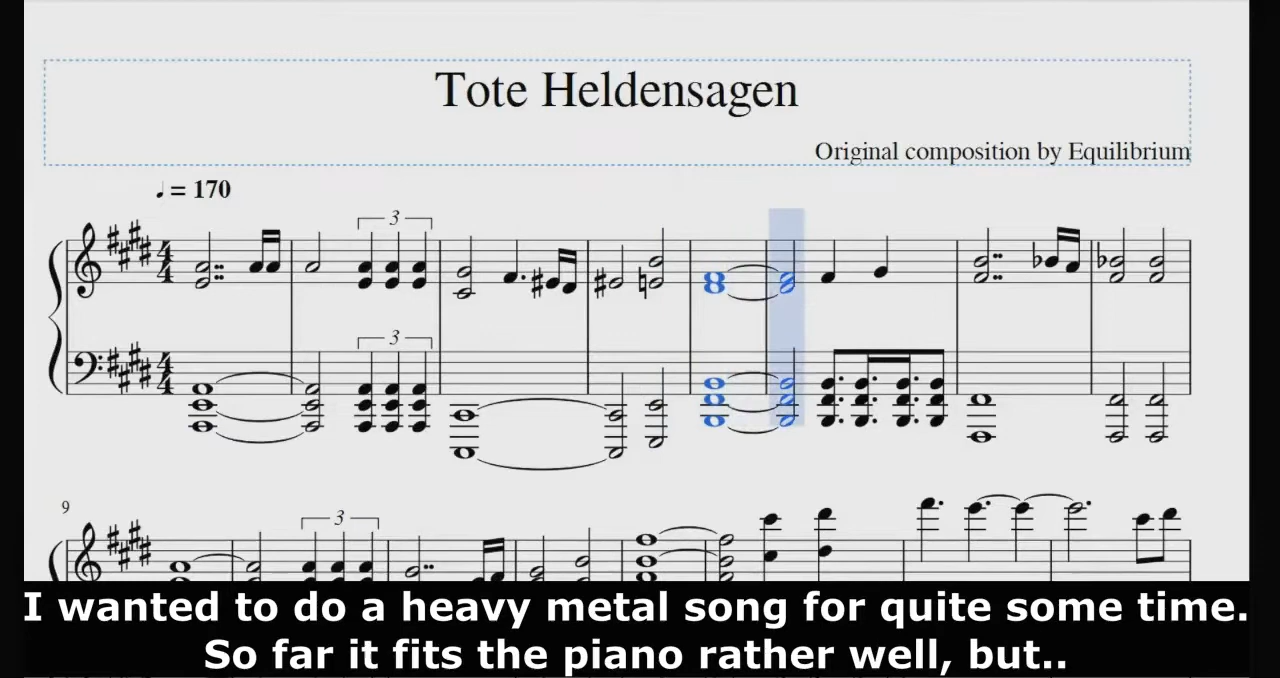 Tote Heldensagen
Original composition by Equilibrium
♩ = 170
3
3
9
3
I wanted to do a heavy metal song for quite some time.
So far it fits the piano rather well, but..